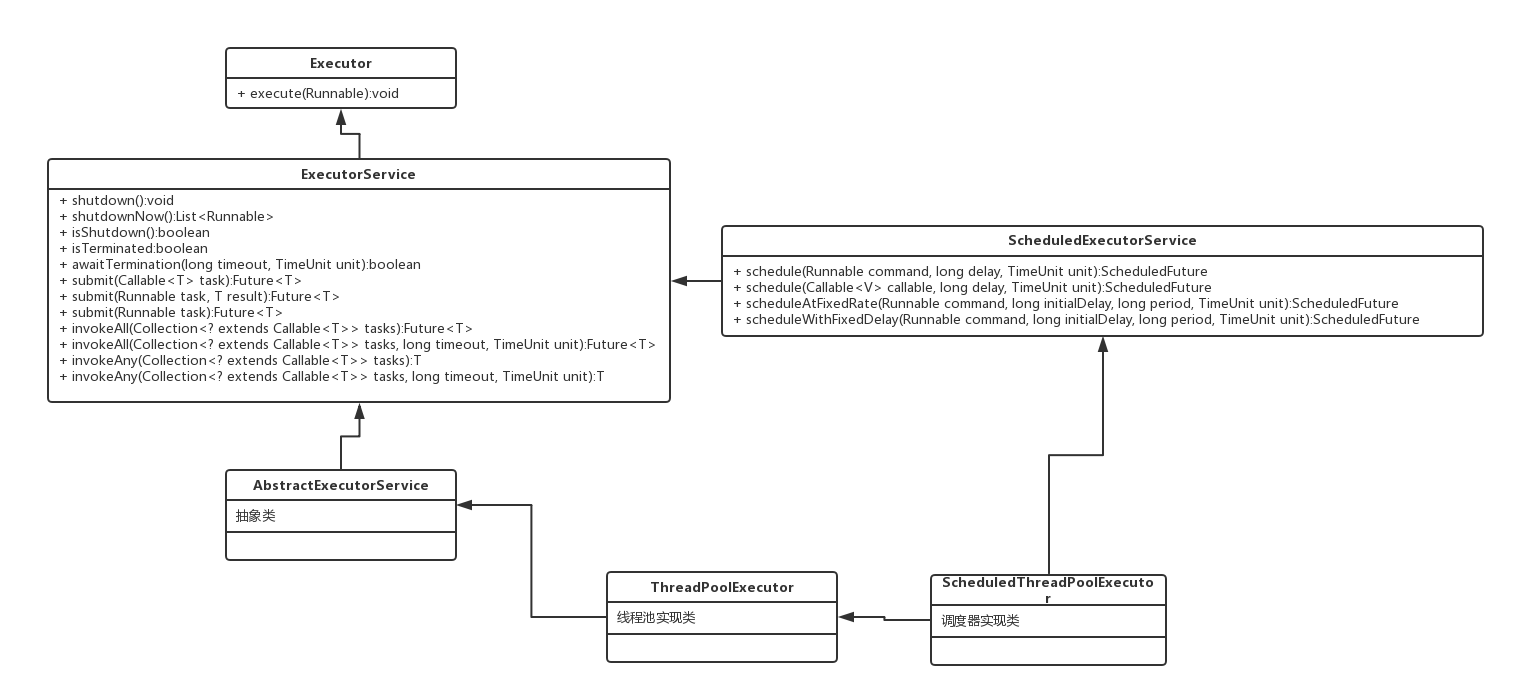 Executor
+ execute(Runnable):void
ExecutorService
+ shutdown():void
+ shutdownNow():List<Runnable>
+ isShutdown():boolean
+ isTerminated:boolean
+ awaitTermination(long timeout, TimeUnit unit):boolean
+ submit(Callable<T> task):Future<T>
+ submit(Runnable task, T result):Future<T>
+ submit(Runnable task):Future<T>
+ invokeAll(Collection<? extends Callable<T>> tasks):Future<T>
+ invokeAll(Collection<? extends Callable<T>> tasks, long timeout, TimeUnit unit):Future<T>
+ invokeAny(Collection<? extends Callable<T>> tasks):T
+ invokeAny(Collection<? extends Callable<T>> tasks, long timeout, TimeUnit unit):T
ScheduledExecutorService
+ schedule(Runnable command, long delay, TimeUnit unit):ScheduledFuture
+ schedule(Callable<V> callable, long delay, TimeUnit unit):ScheduledFuture
+ scheduleAtFixedRate(Runnable command, long initialDelay, long period, TimeUnit unit):ScheduledFuture
+ scheduleWithFixedDelay(Runnable command, long initialDelay, long period, TimeUnit unit):ScheduledFuture
AbstractExecutorService
抽象类
ThreadPoolExecutor
线程池实现类
ScheduledThreadPoolExecuto
r
调度器实现类